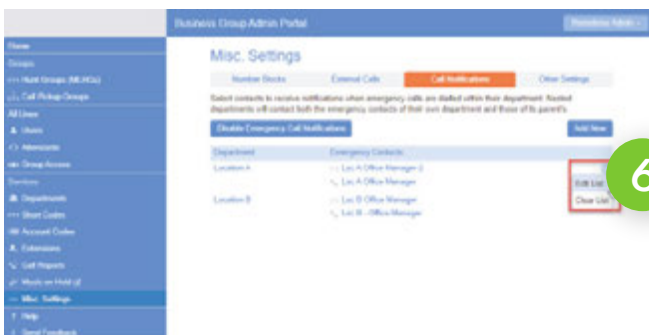 Business Group Admin Portal
Home
Groups
Hunt Groups (MLHGs)
Call Pickup Groups
All Lines
Users
Attendants
Group Access
Services
Departments
Short Codes
Account Codes
Extensions
Call Reports
Music on Hold
Misc. Settings
Help
Send Feedback
Misc. Settings
Number Blocks
External Calls
Call Notifications
Other Settings
Select contacts to receive notifications when emergency calls are dialed within their department. Nested
departments will contact both the emergency contacts of their own department and those of its parents.
Disable Emergency Call Notifications
Add New
Department
Emergency Contacts
Location A
Loc A Office Manager-2
Loc A Office Manager
Edit List
Clear List
Location B
Loc B Office Manager
Loc B - Office Manager
6